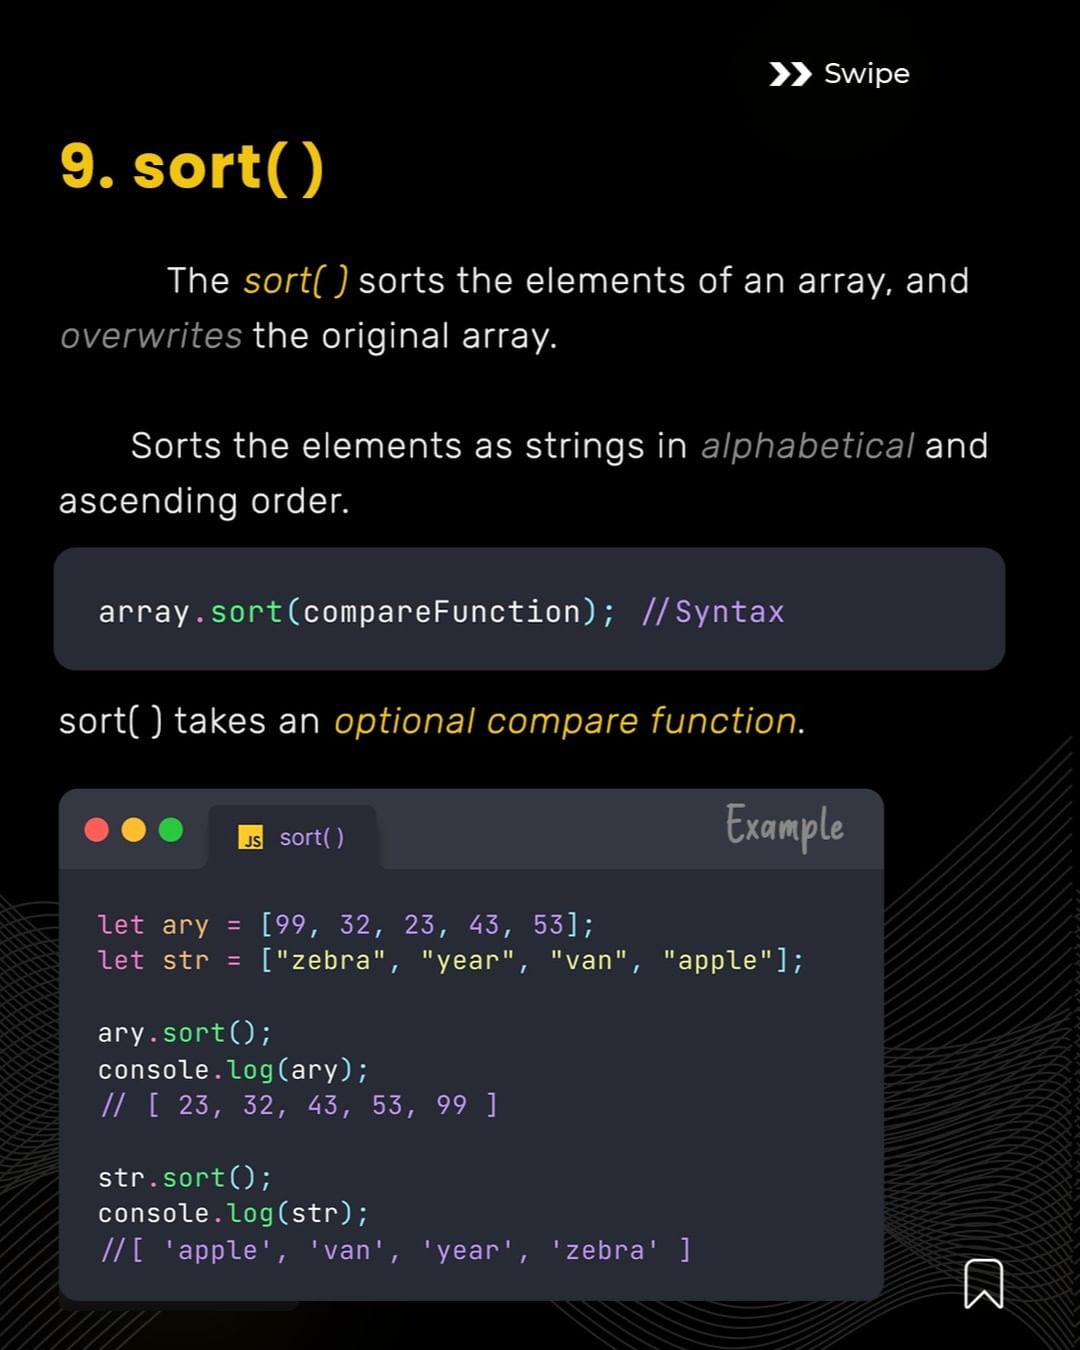 Swipe
9. sort( )
The sort( ) sorts the elements of an array, and
overwrites the original array.
Sorts the elements as strings in alphabetical and
ascending order.
array.sort(compareFunction); //Syntax
sort( ) takes an optional compare function.
JS sort( ) Example
let ary = [99, 32, 23, 43, 53];
let str = ["zebra", "year", "van", "apple"];
ary.sort();
console.log(ary);
// [ 23, 32, 43, 53, 99 ]
str.sort();
console.log(str);
//[ 'apple', 'van', 'year', 'zebra' ]